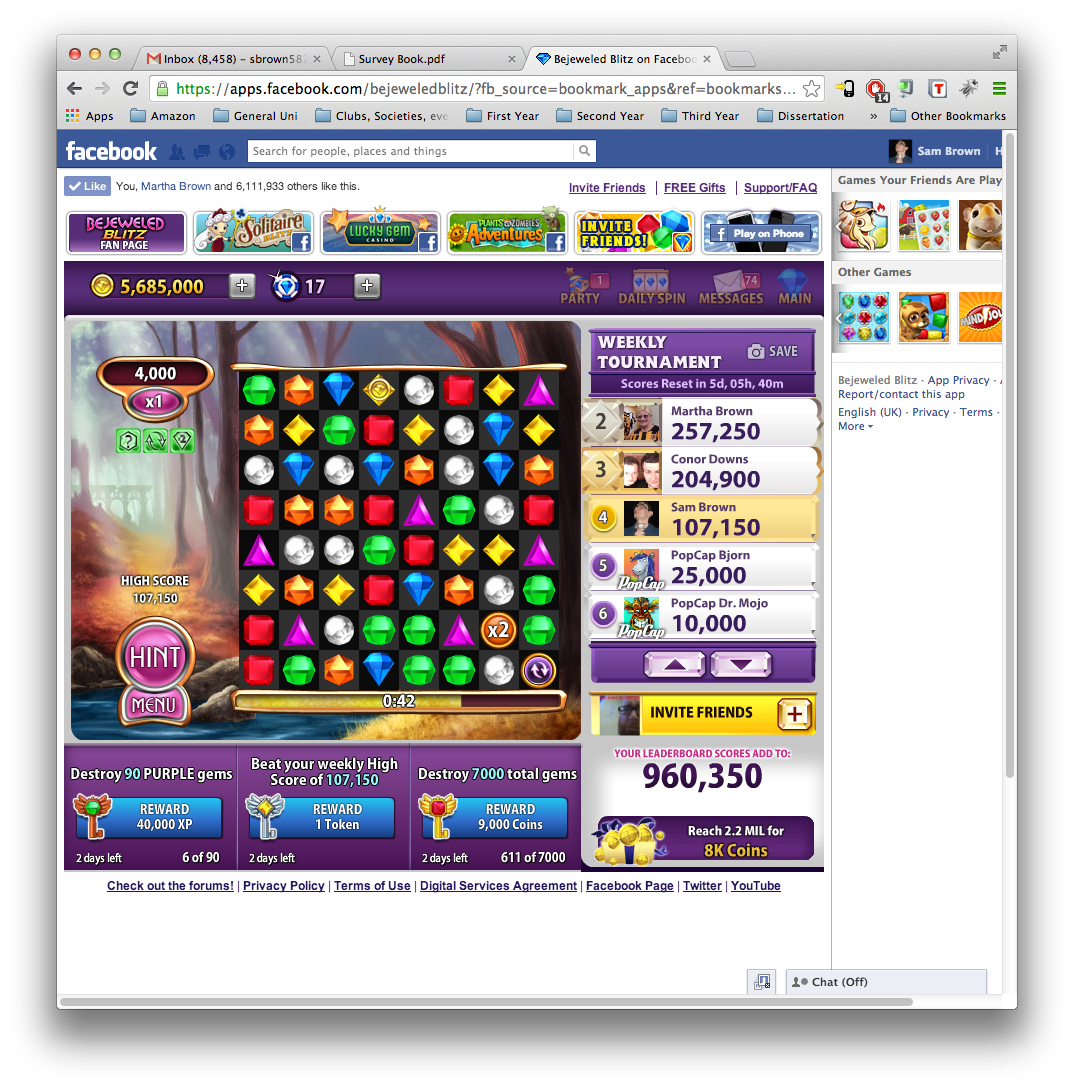 Inbox (8,458) – sbrown582
Survey Book.pdf
Bejeweled Blitz on Faceboo
https://apps.facebook.com/bejeweledblitz/?fb_source=bookmark_apps&ref=bookmarks...
14
T
Apps
Amazon
General Uni
Clubs, Societies, eve
First Year
Second Year
Third Year
Dissertation
»
Other Bookmarks
facebook
Search for people, places and things
Sam Brown
H
Like
You, Martha Brown and 6,111,933 others like this.
Invite Friends | FREE Gifts | Support/FAQ
Games Your Friends Are Play
BEJEWELED
BLITZ
FAN PAGE
Solitaire
BLITZ
LUCKY GEM
CASINO
PLANTS ZOMBIES
Adventures
INVITE
FRIENDS!
Play on Phone
Other Games
MIND JOL
5,685,000
+
17
+
1
PARTY
DAILY SPIN
74
MESSAGES
MAIN
4,000
x1
?
2
WEEKLY
TOURNAMENT
SAVE
Scores Reset in 5d, 05h, 40m
2
Martha Brown
257,250
3
Conor Downs
204,900
4
Sam Brown
107,150
5
PopCap
PopCap Bjorn
25,000
6
PopCap
PopCap Dr. Mojo
10,000
Bejeweled Blitz · App Privacy ·
Report/contact this app
English (UK) · Privacy · Terms ·
More
HIGH SCORE
107,150
HINT
MENU
x2
0:42
INVITE FRIENDS
+
YOUR LEADERBOARD SCORES ADD TO:
960,350
Reach 2.2 MIL for
8K Coins
Destroy 90 PURPLE gems
REWARD
40,000 XP
2 days left
6 of 90
Beat your weekly High
Score of 107,150
REWARD
1 Token
2 days left
Destroy 7000 total gems
REWARD
9,000 Coins
2 days left
611 of 7000
Check out the forums! | Privacy Policy | Terms of Use | Digital Services Agreement | Facebook Page | Twitter | YouTube
Chat (Off)